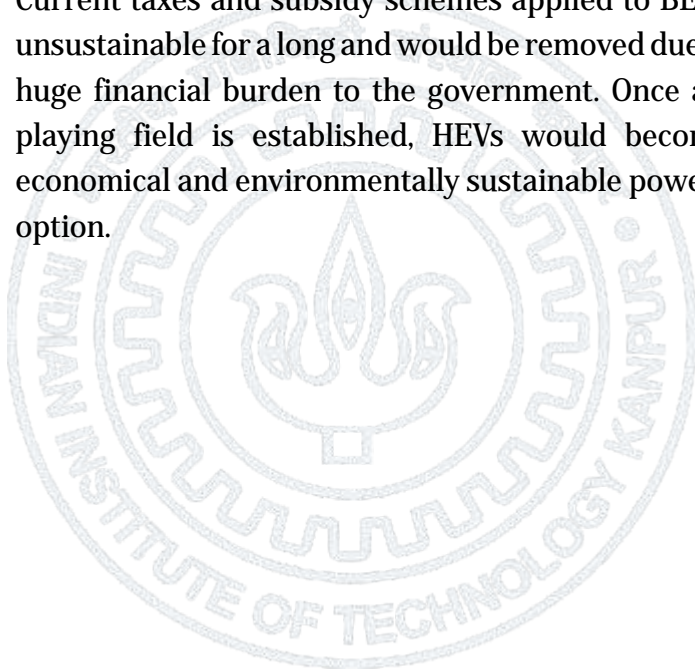 Current taxes and subsidy schemes applied to BE
unsustainable for a long and would be removed due
huge financial burden to the government. Once a
playing field is established, HEVs would becom
economical and environmentally sustainable powe
option.
INDIAN INSTITUTE OF TECHNOLOGY KANPUR